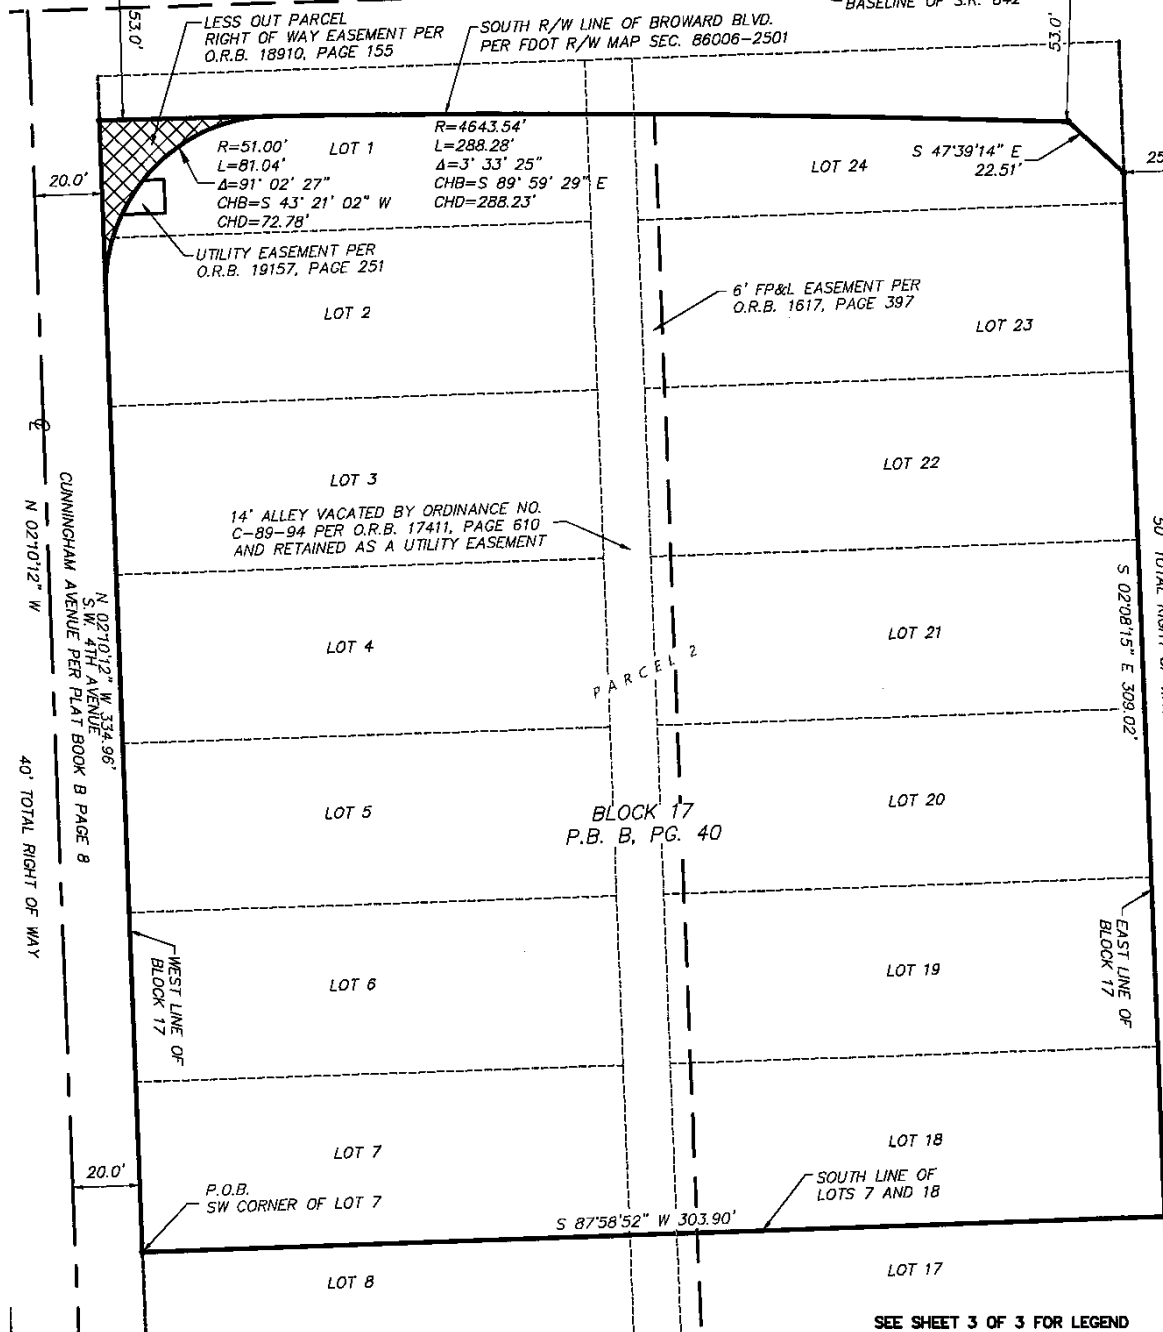 53.0'
LESS OUT PARCEL
RIGHT OF WAY EASEMENT PER
O.R.B. 18910, PAGE 155
SOUTH R/W LINE OF BROWARD BLVD.
PER FDOT R/W MAP SEC. 86006-2501
BASELINE OF S.R. 842
53.0'
20.0'
R=51.00'
L=81.04'
Δ=91° 02' 27"
CHB=S 43° 21' 02" W
CHD=72.78'
LOT 1
R=4643.54'
L=288.28'
Δ=3° 33' 25"
CHB=S 89° 59' 29" E
CHD=288.23'
LOT 24
S 47°39'14" E
22.51'
25
UTILITY EASEMENT PER
O.R.B. 19157, PAGE 251
LOT 2
6' FP&L EASEMENT PER
O.R.B. 1617, PAGE 397
LOT 23
LOT 3
LOT 22
14' ALLEY VACATED BY ORDINANCE NO.
C-89-94 PER O.R.B. 17411, PAGE 610
AND RETAINED AS A UTILITY EASEMENT
N 02°10'12" W
CUNNINGHAM AVENUE PER PLAT BOOK B PAGE 8
S.W. 4TH AVENUE
N 02°10'12" W 334.96'
40' TOTAL RIGHT OF WAY
LOT 4
PARCEL 2
LOT 21
S 02°08'15" E 309.02'
50' TOTAL RIGHT OF WAY
LOT 5
BLOCK 17
P.B. B, PG. 40
LOT 20
WEST LINE OF
BLOCK 17
LOT 6
LOT 19
EAST LINE OF
BLOCK 17
LOT 7
LOT 18
20.0'
P.O.B.
SW CORNER OF LOT 7
SOUTH LINE OF
LOTS 7 AND 18
S 87°58'52" W 303.90'
LOT 8
LOT 17
SEE SHEET 3 OF 3 FOR LEGEND